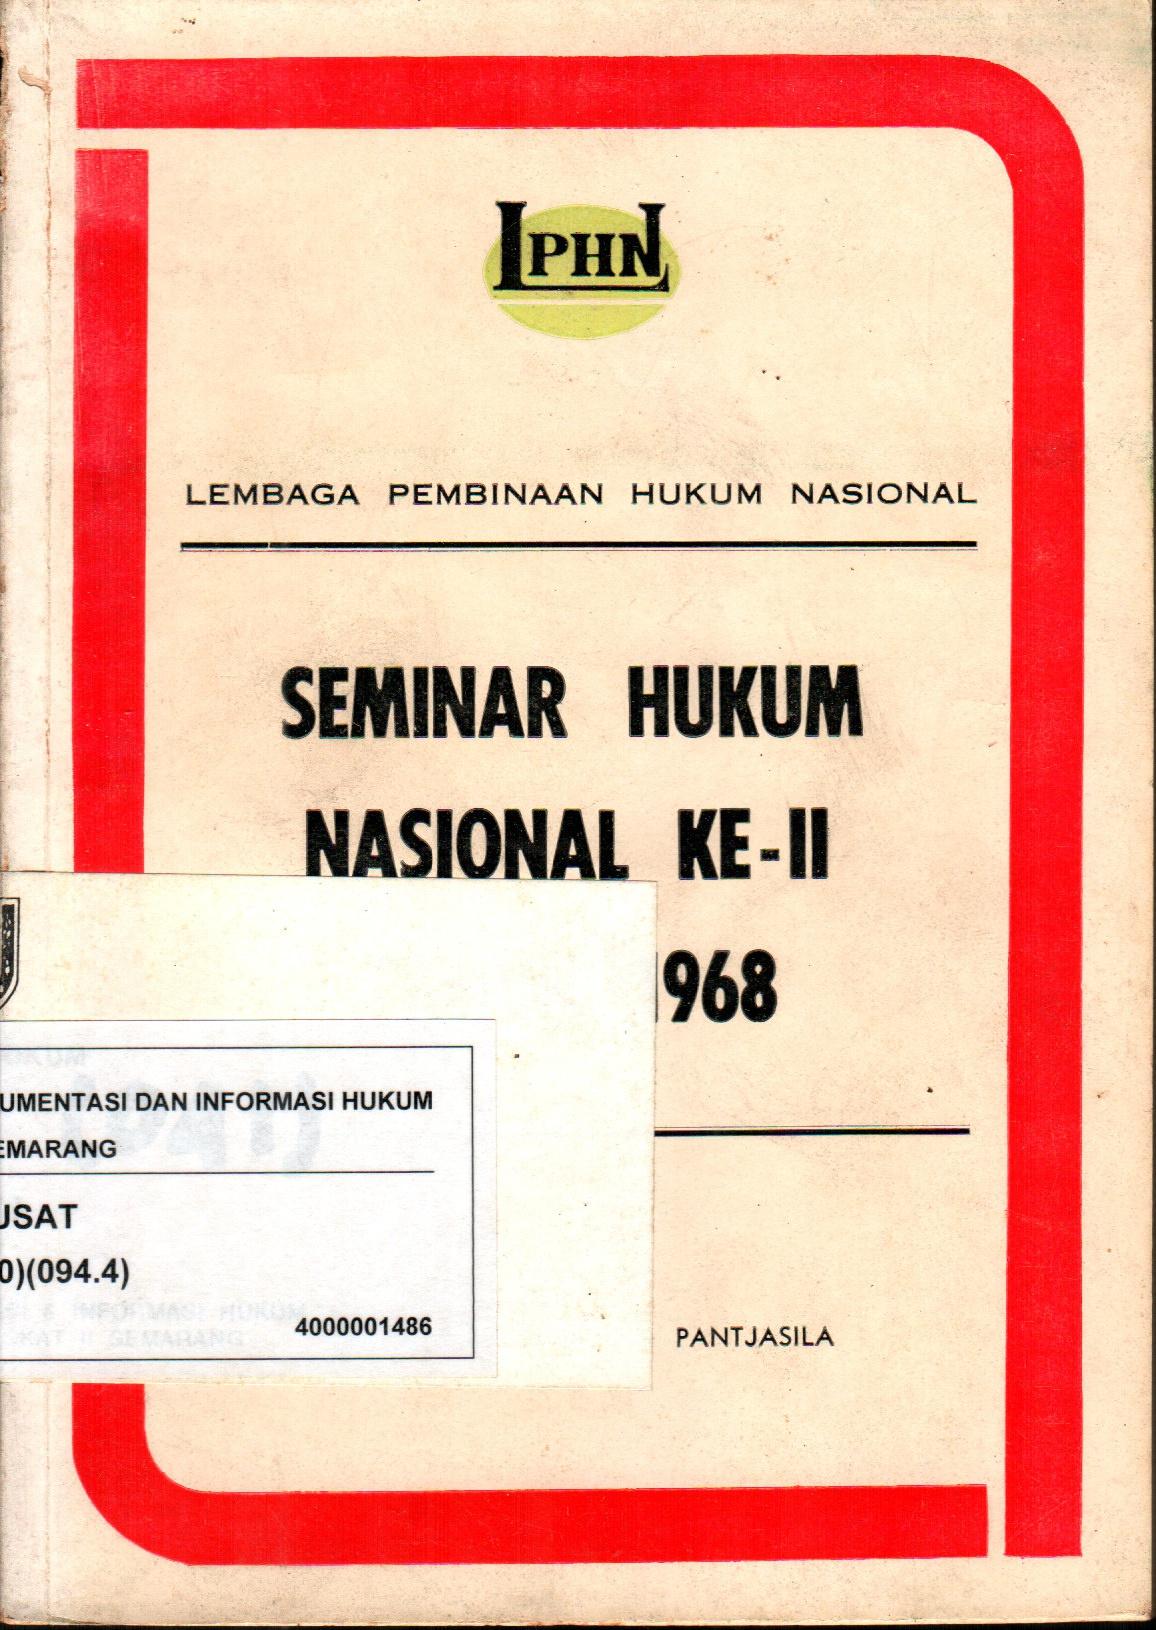 LPHN
LEMBAGA PEMBINAAN HUKUM NASIONAL
SEMINAR HUKUM
NASIONAL KE-II
1968
UMENTASI DAN INFORMASI HUKUM
EMARANG
USAT
0)(094.4)
4000001486
PANTJASILA